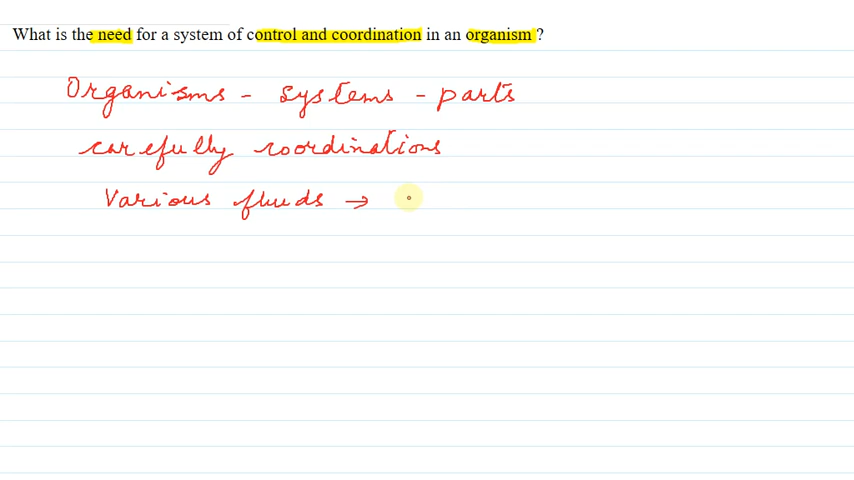 What is the need for a system of control and coordination in an organism ?
Organisms - systems - parts
carefully coordinations
Various fluids →